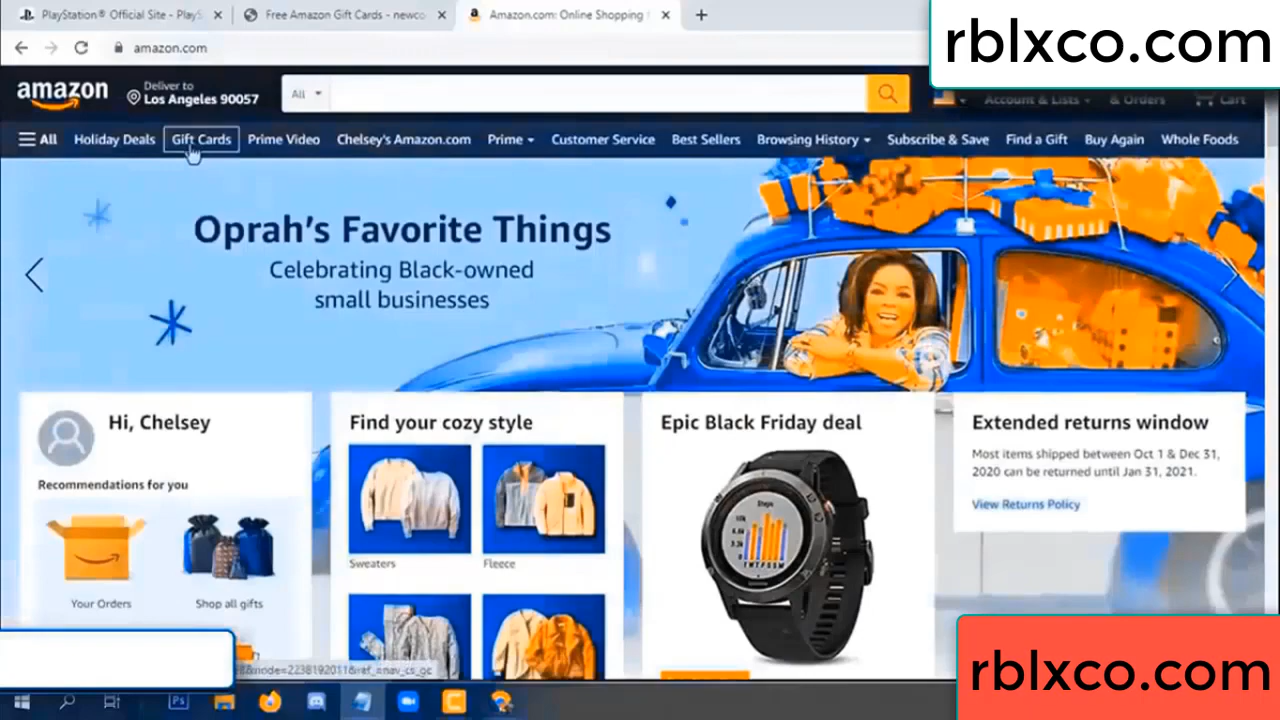 PlayStation® Official Site - PlayS
Free Amazon Gift Cards - newco
Amazon.com: Online Shopping f
amazon.com
rblxco.com
amazon
Deliver to
Los Angeles 90057
All
Account & Lists
& Orders
Cart
All
Holiday Deals
Gift Cards
Prime Video
Chelsey's Amazon.com
Prime
Customer Service
Best Sellers
Browsing History
Subscribe & Save
Find a Gift
Buy Again
Whole Foods
Oprah's Favorite Things
Celebrating Black-owned
small businesses
Hi, Chelsey
Recommendations for you
Your Orders
Shop all gifts
Find your cozy style
Sweaters
Fleece
Epic Black Friday deal
Steps
Extended returns window
Most items shipped between Oct 1 & Dec 31,
2020 can be returned until Jan 31, 2021.
View Returns Policy
Ps
rblxco.com